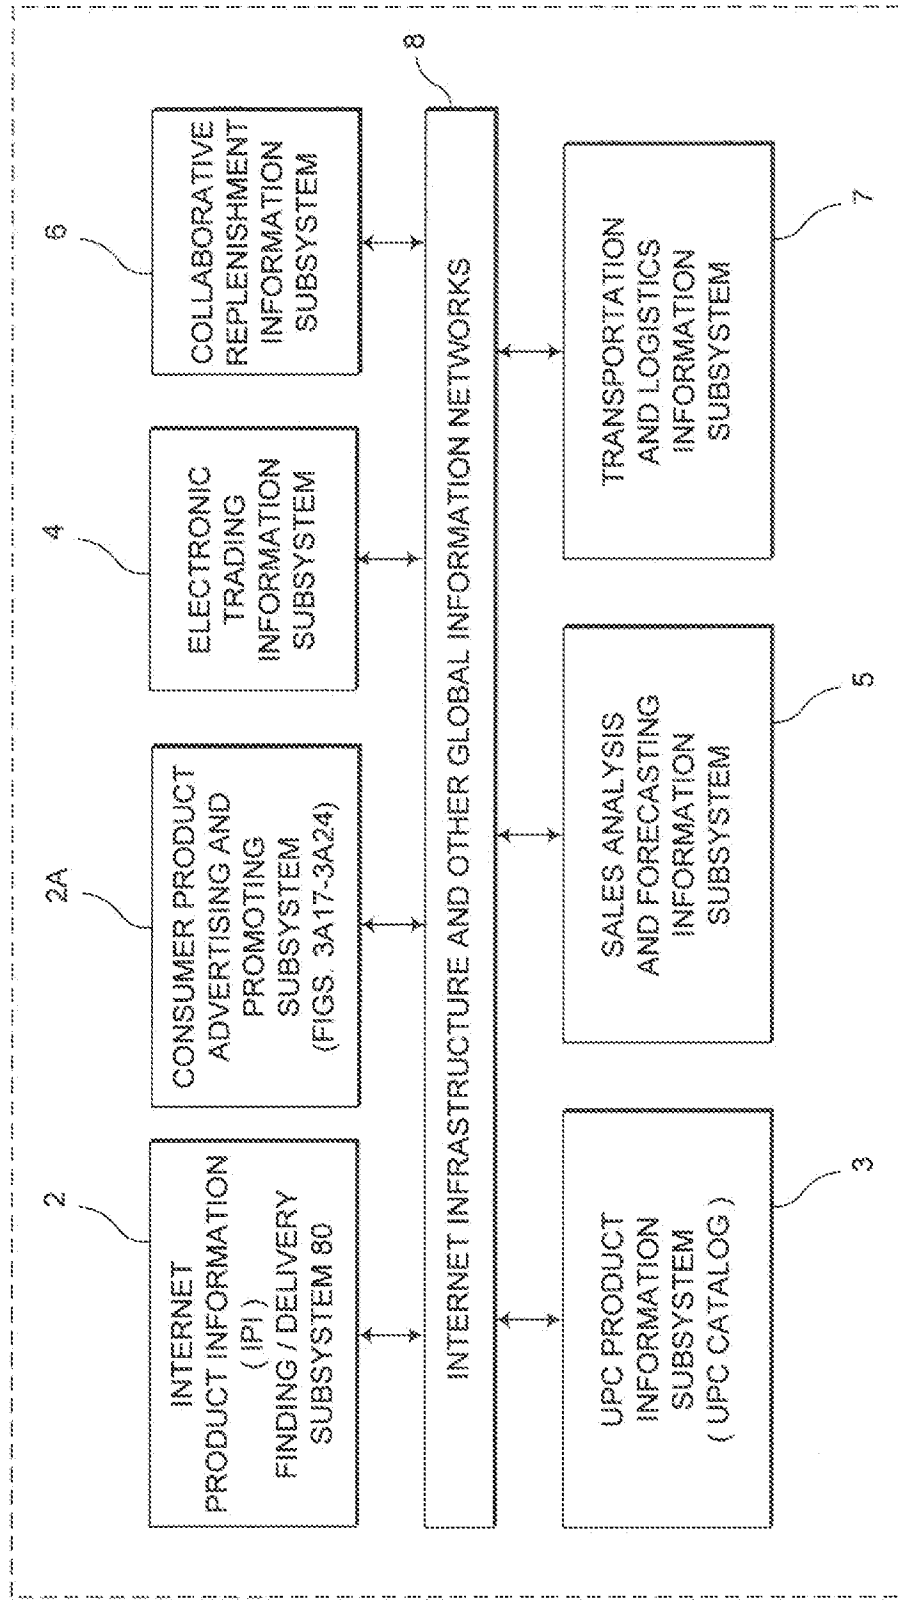 2
INTERNET
PRODUCT INFORMATION
( IPI )
FINDING / DELIVERY
SUBSYSTEM 80
2A
CONSUMER PRODUCT
ADVERTISING AND
PROMOTING
SUBSYSTEM
(FIGS. 3A17-3A24)
4
ELECTRONIC
TRADING
INFORMATION
SUBSYSTEM
6
COLLABORATIVE
REPLENISHMENT
INFORMATION
SUBSYSTEM
8
INTERNET INFRASTRUCTURE AND OTHER GLOBAL INFORMATION NETWORKS
UPC PRODUCT
INFORMATION
SUBSYSTEM
( UPC CATALOG )
3
SALES ANALYSIS
AND FORECASTING
INFORMATION
SUBSYSTEM
5
TRANSPORTATION
AND LOGISTICS
INFORMATION
SUBSYSTEM
7